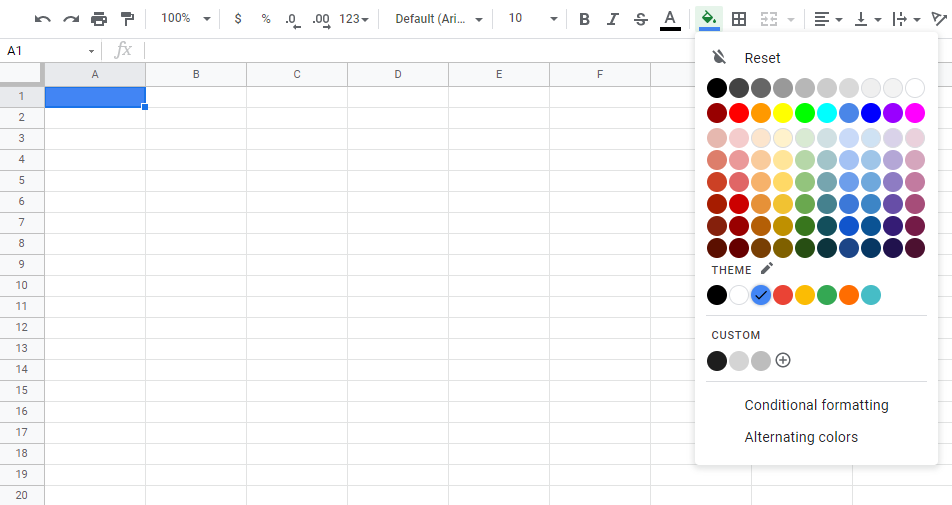 100% $ % .0 .00 123 Default (Ari... 10 B I S A
A1 fx
A B C D E F
1
2
3
4
5
6
7
8
9
10
11
12
13
14
15
16
17
18
19
20
Reset
THEME
CUSTOM
Conditional formatting
Alternating colors